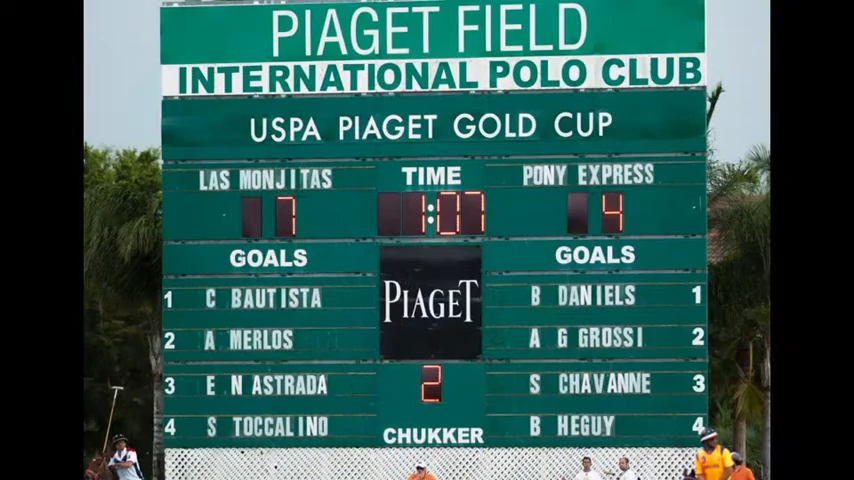 PIAGET FIELD
INTERNATIONAL POLO CLUB
USPA PIAGET GOLD CUP
LAS MONJITAS TIME PONY EXPRESS
7 1:07 4
GOALS GOALS
PIAGET
1 C BAUTISTA B DANIELS 1
2 A MERLOS A G GROSSI 2
3 E N ASTRADA 2 S CHAVANNE 3
4 S TOCCALINO CHUKKER B HEGUY 4